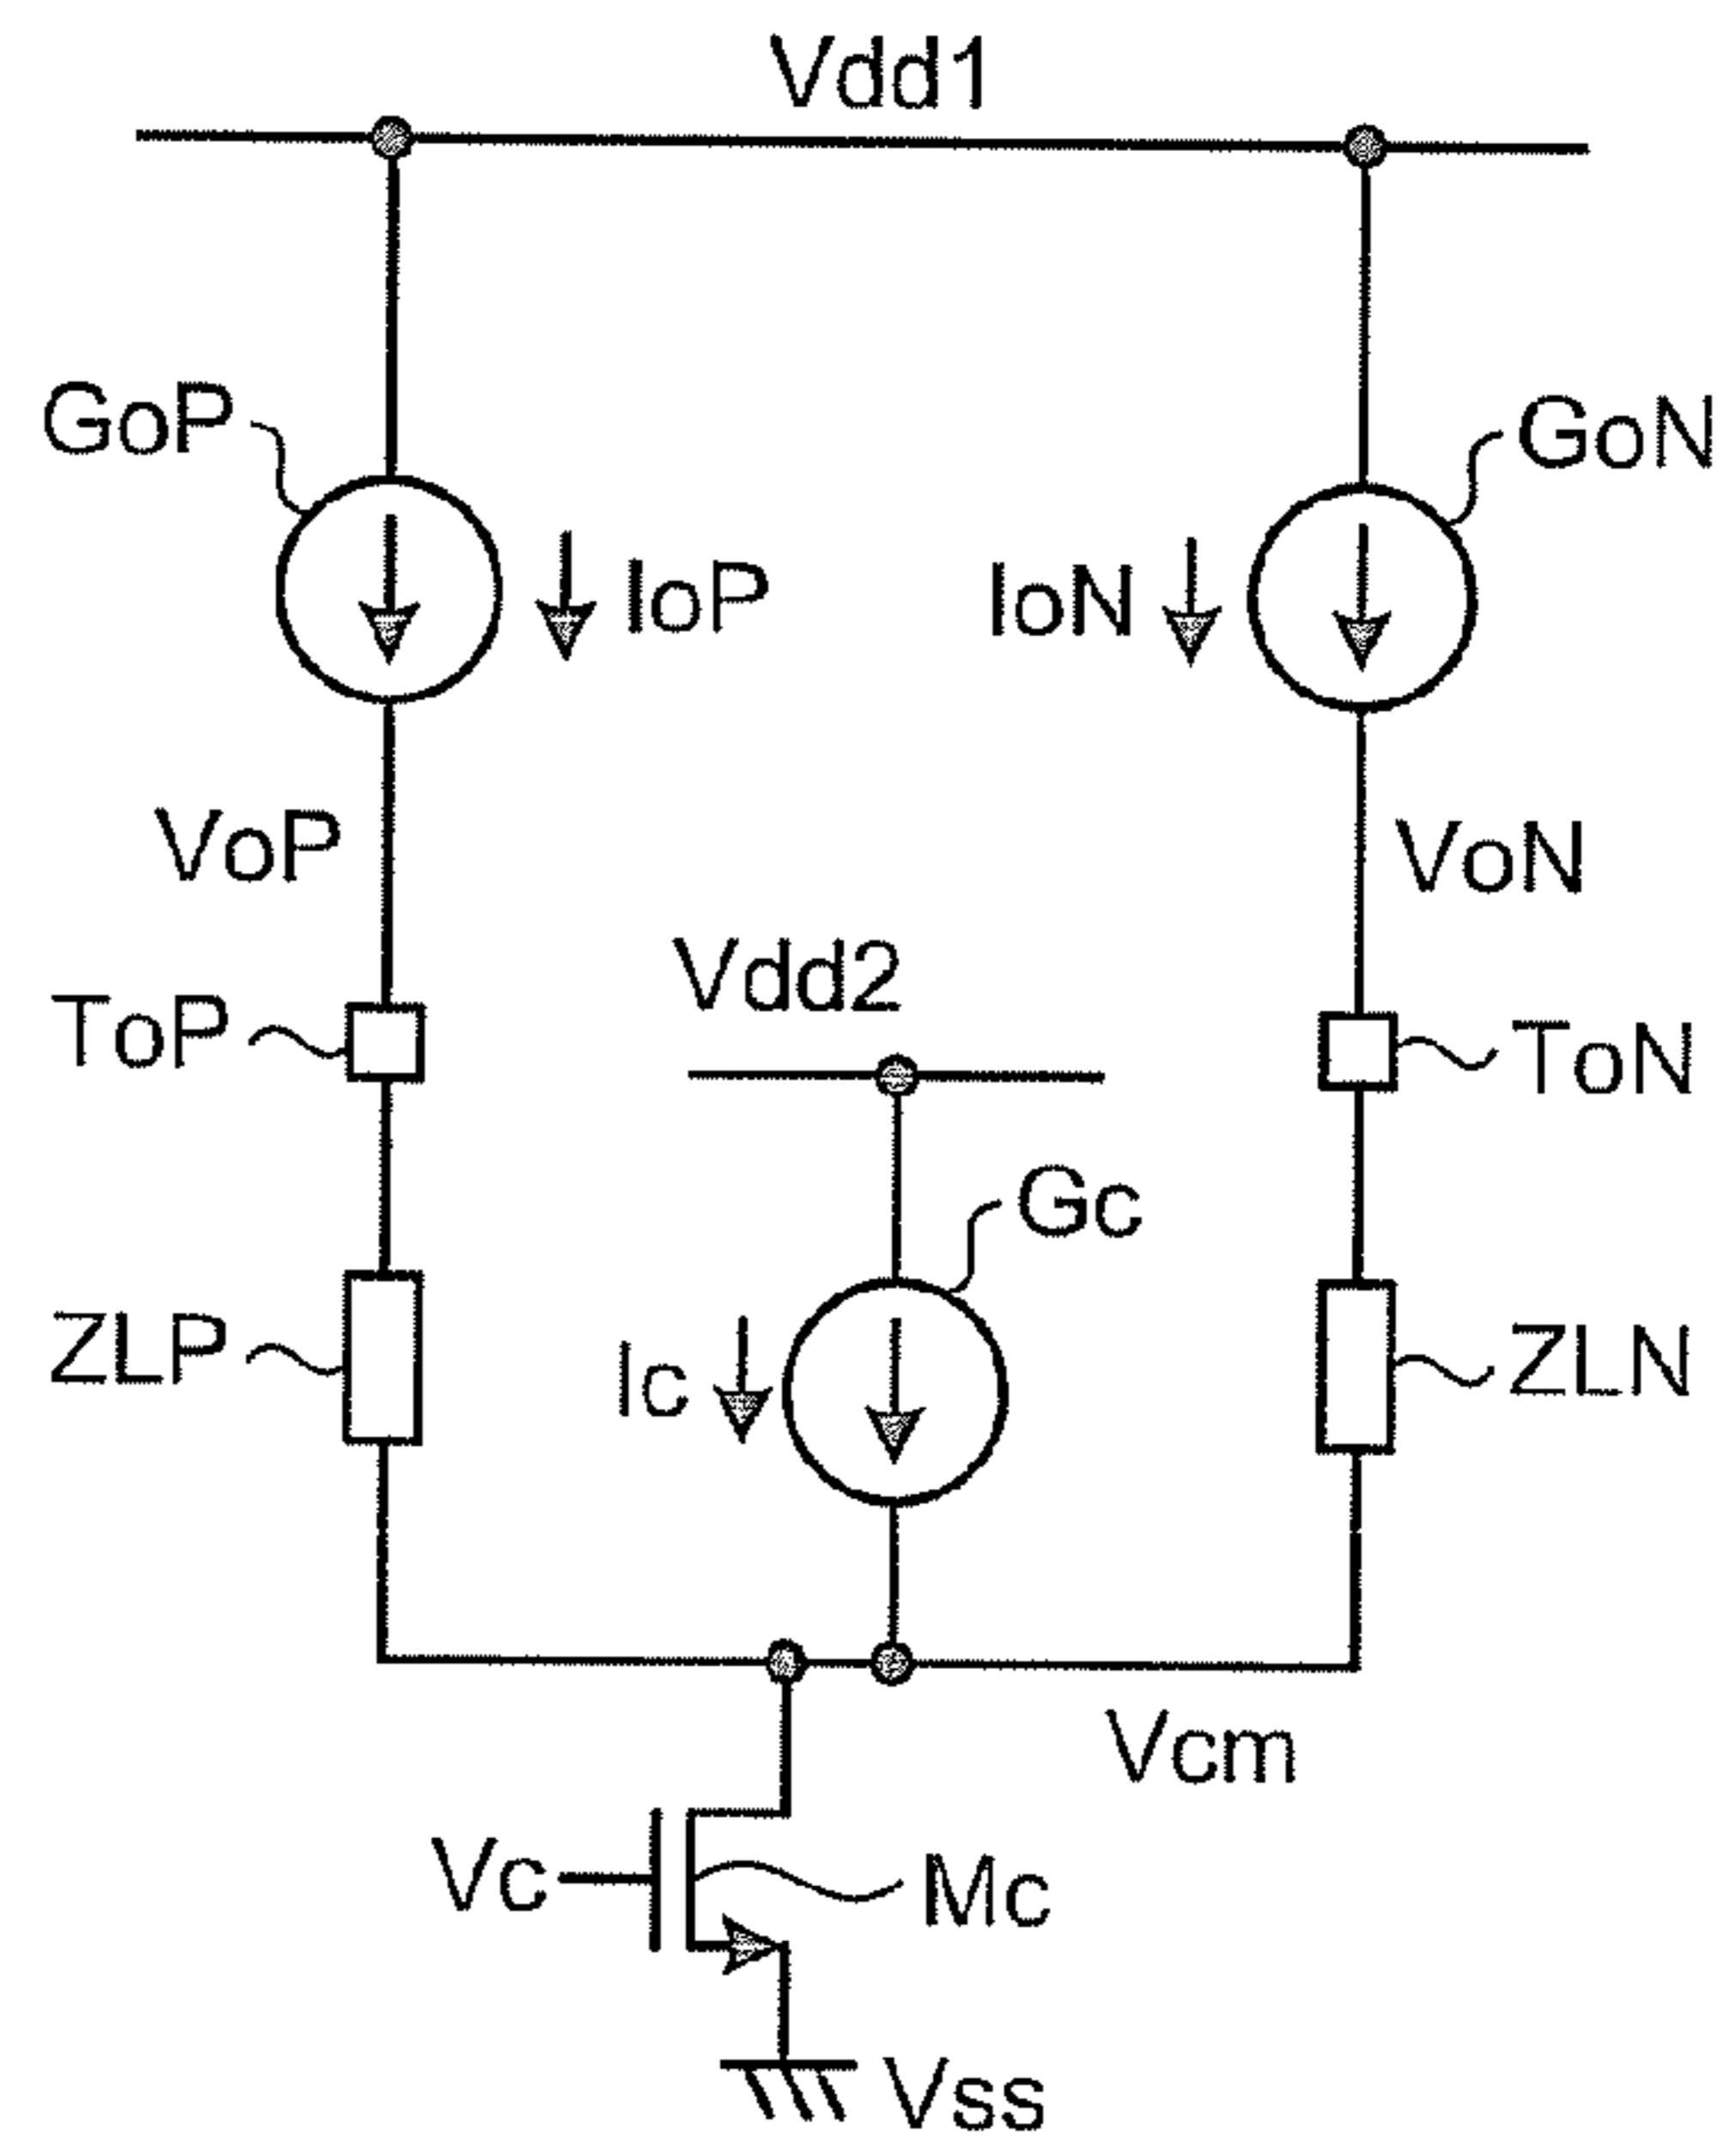 Vdd1
GoP
GoN
IoP
IoN
VoP
VoN
Vdd2
ToP
ToN
Gc
ZLP
Ic
ZLN
Vcm
Vc
Mc
Vss